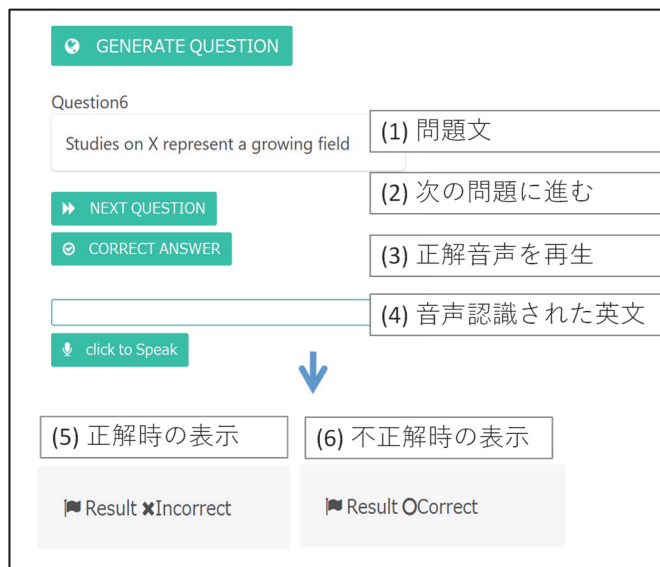 GENERATE QUESTION
Question6
Studies on X represent a growing field
(1) 問題文
(2) 次の問題に進む
NEXT QUESTION
CORRECT ANSWER
(3) 正解音声を再生
(4) 音声認識された英文
click to Speak
(5) 正解時の表示
(6) 不正解時の表示
Result ✖Incorrect
Result OCorrect